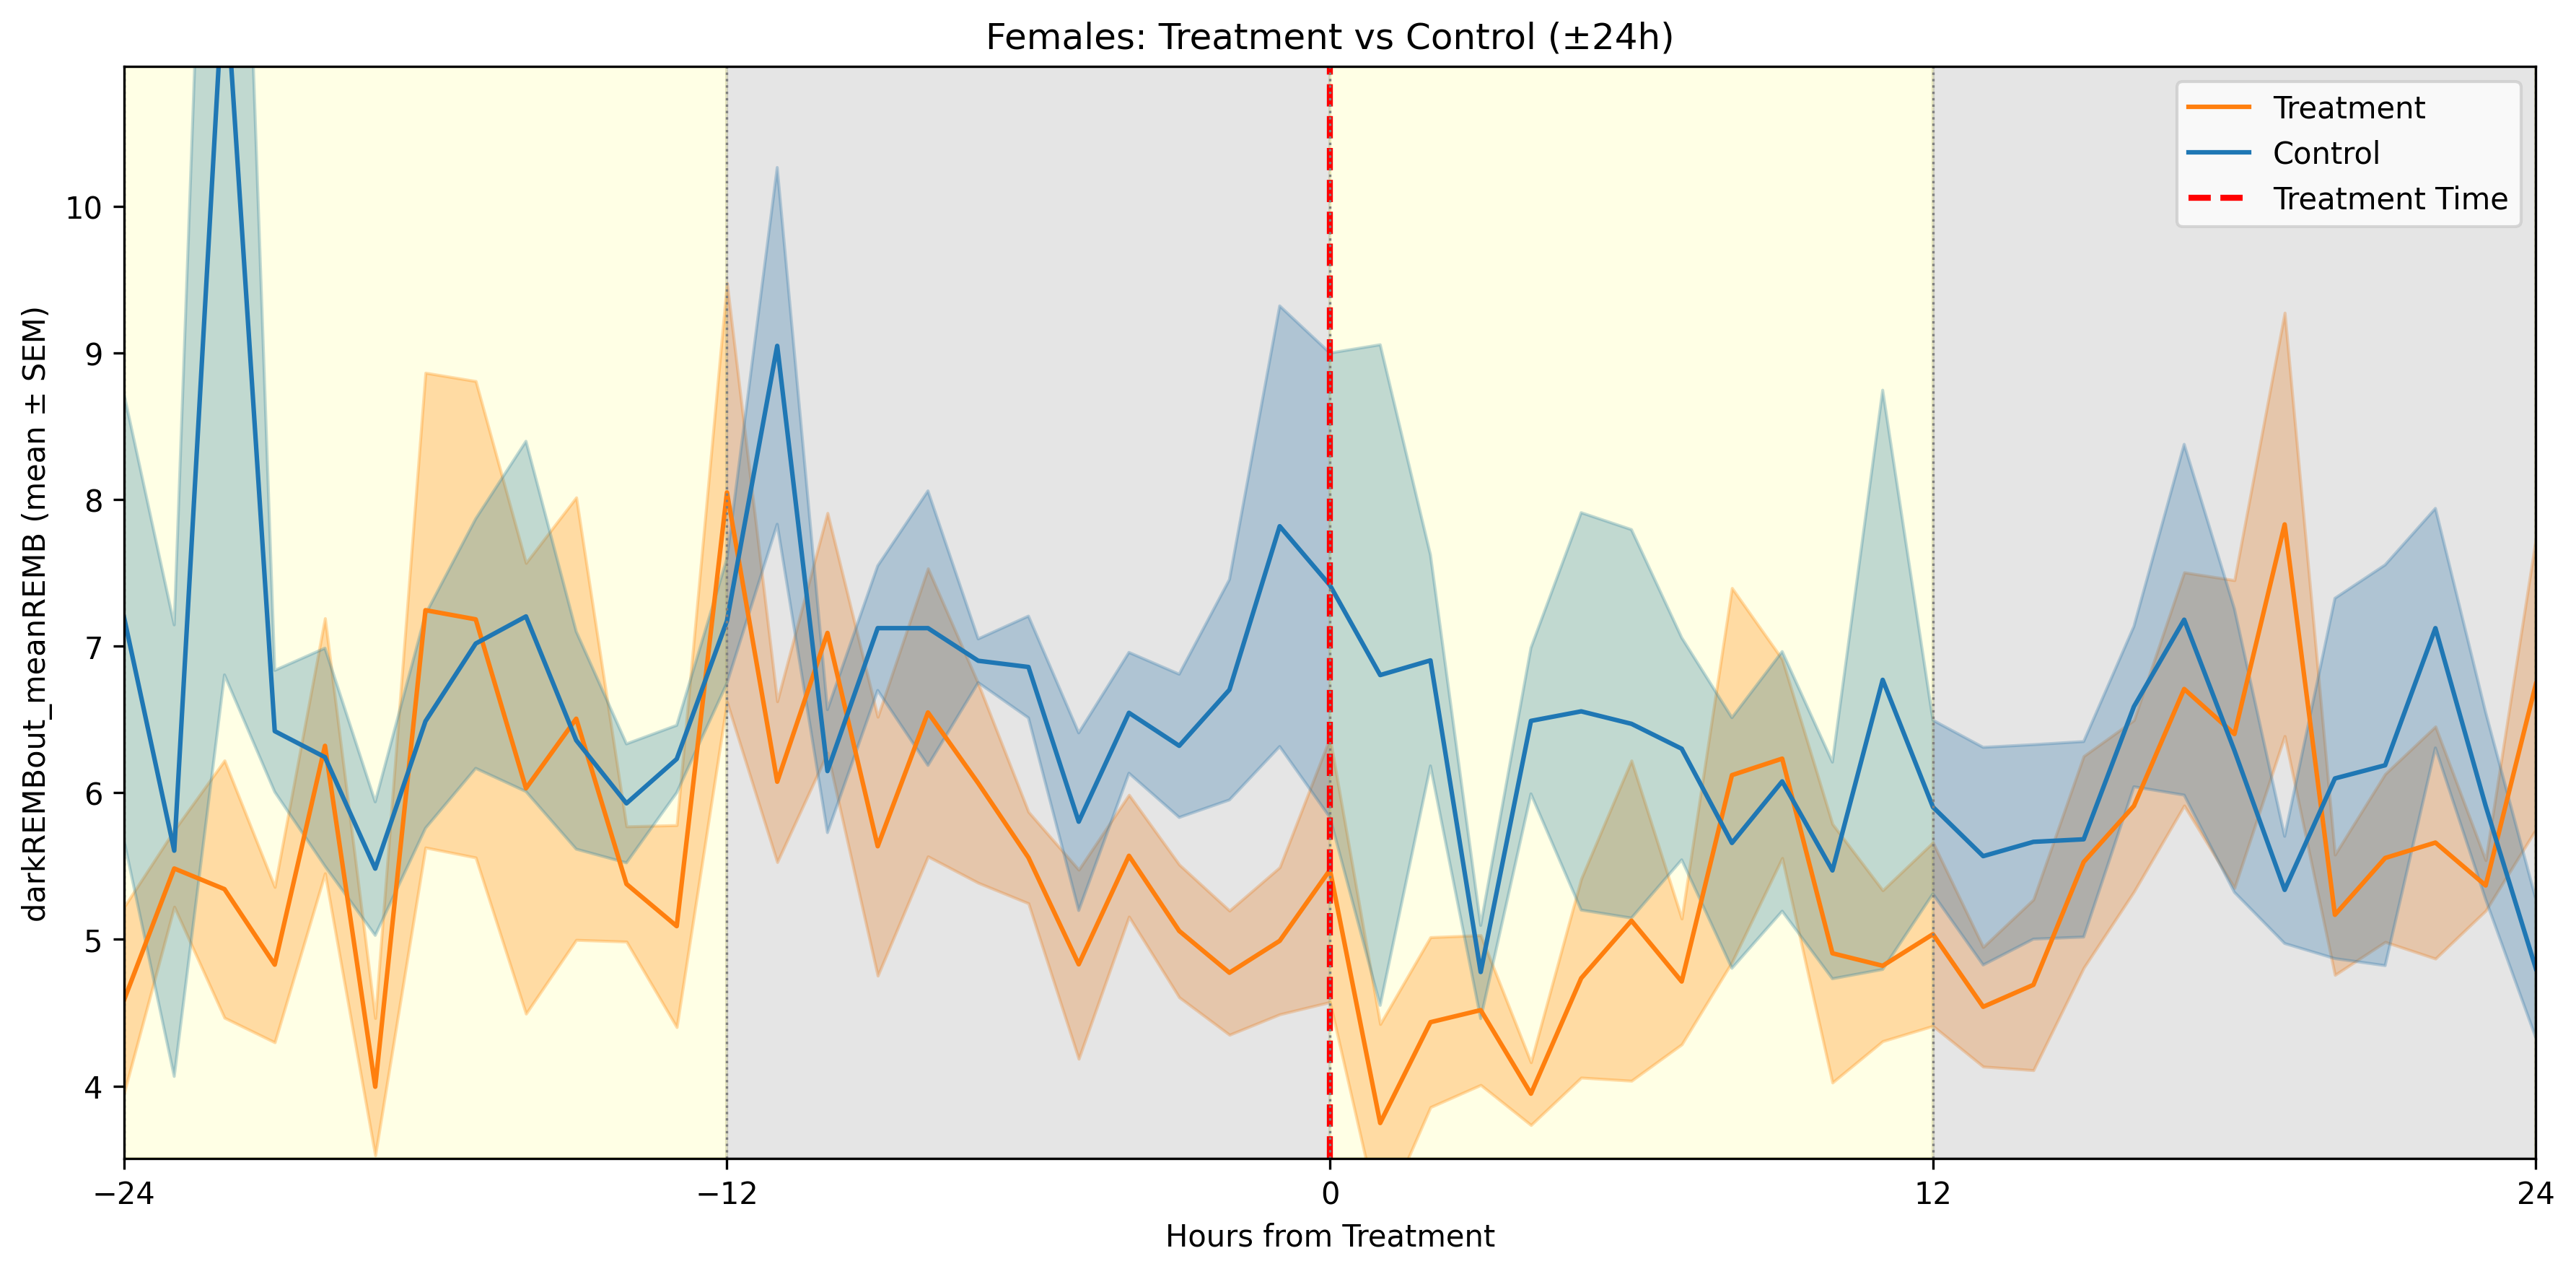 Females: Treatment vs Control (±24h)
Treatment
Control
Treatment Time
darkREMBout_meanREMB (mean ± SEM)
10
9
8
7
6
5
4
−24
−12
0
12
24
Hours from Treatment